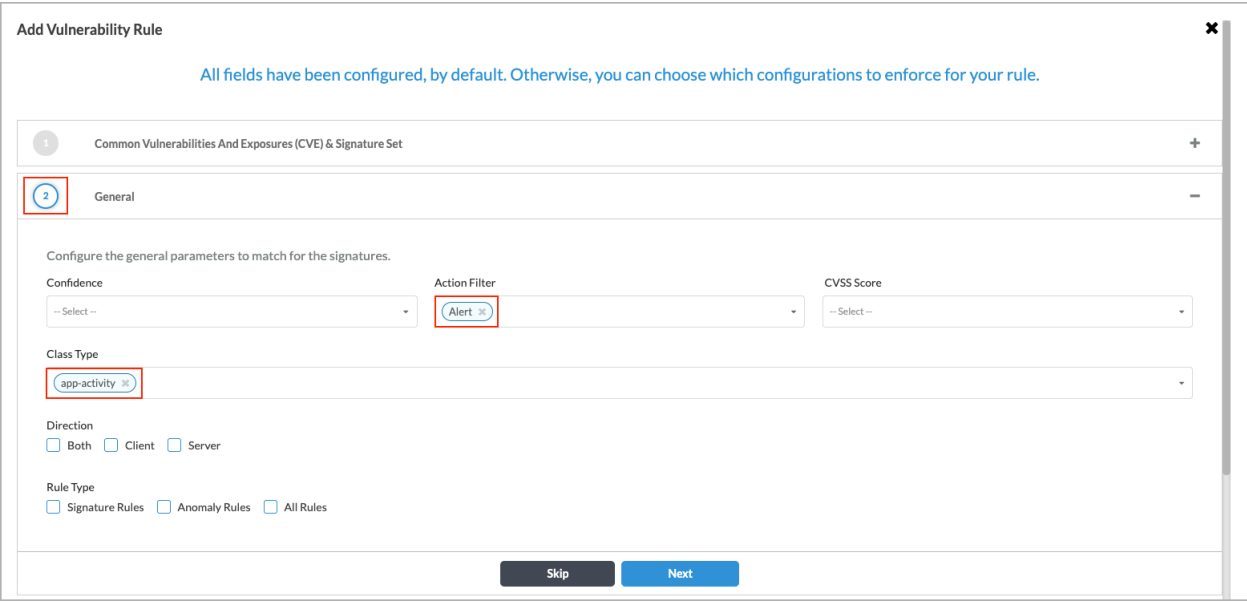 Add Vulnerability Rule
All fields have been configured, by default. Otherwise, you can choose which configurations to enforce for your rule.
1 Common Vulnerabilities And Exposures (CVE) & Signature Set
2 General
Configure the general parameters to match for the signatures.
Confidence Action Filter CVSS Score
-- Select -- Alert -- Select --
Class Type
app-activity
Direction
Both Client Server
Rule Type
Signature Rules Anomaly Rules All Rules
Skip Next